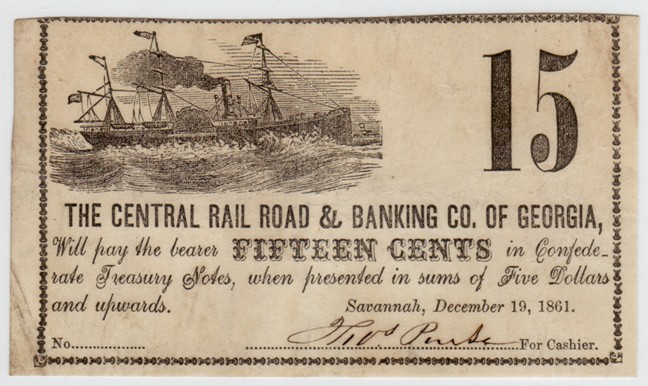 15
THE CENTRAL RAIL ROAD & BANKING CO. OF GEORGIA,
Will pay the bearer FIFTEEN CENTS in Confede-
rate Treasury Notes, when presented in sums of Five Dollars
and upwards. Savannah, December 19, 1861.
No............... Thos For Cashier.